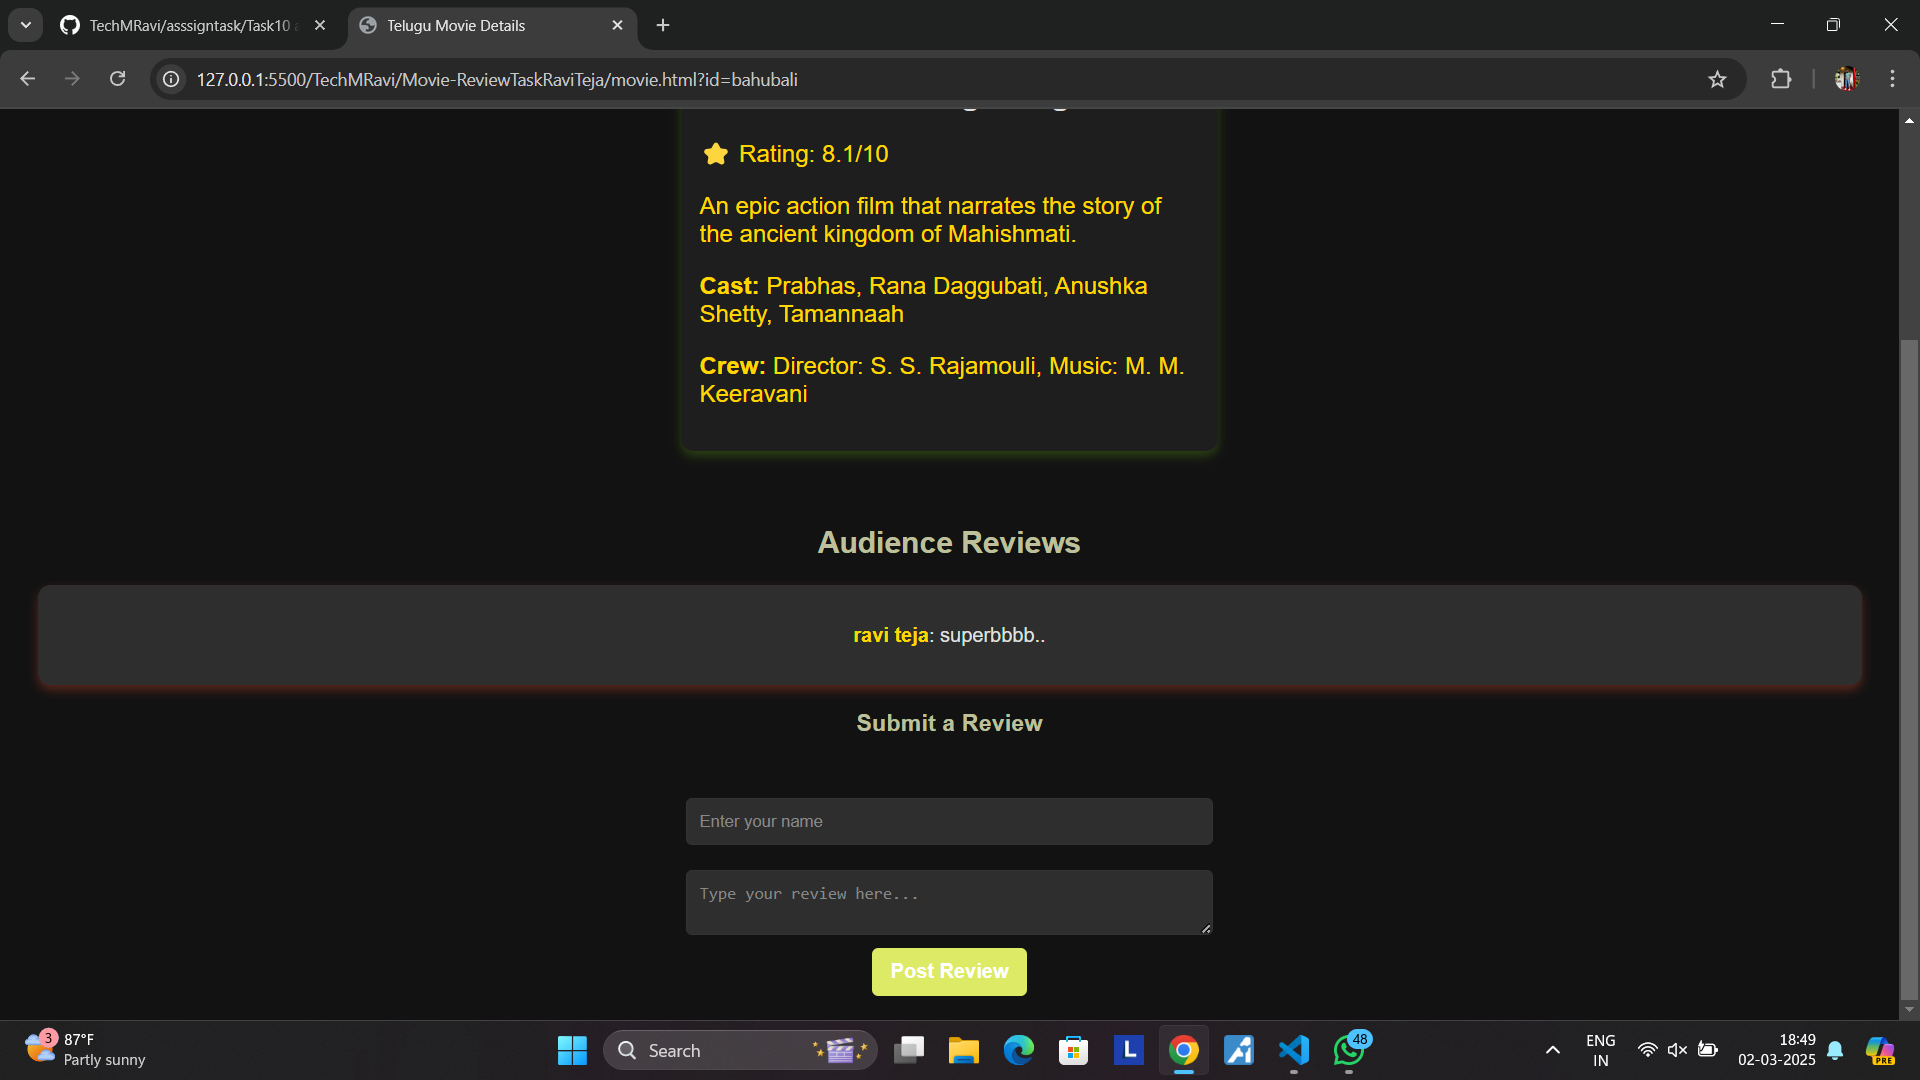 TechMRavi/asssigntask/Task10
Telugu Movie Details
127.0.0.1:5500/TechMRavi/Movie-ReviewTaskRaviTeja/movie.html?id=bahubali
Rating: 8.1/10
An epic action film that narrates the story of
the ancient kingdom of Mahishmati.
Cast: Prabhas, Rana Daggubati, Anushka
Shetty, Tamannaah
Crew: Director: S. S. Rajamouli, Music: M. M.
Keeravani
Audience Reviews
ravi teja: superbbbb..
Submit a Review
Enter your name
Type your review here...
Post Review
3
87°F
Partly sunny
Search
L
48
ENG
IN
18:49
02-03-2025
PRE